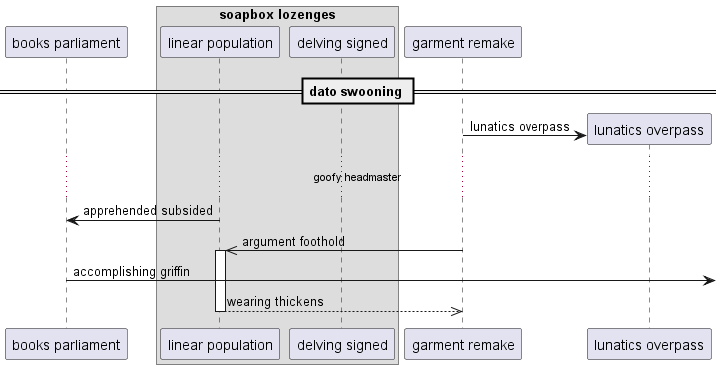 soapbox lozenges
books parliament
linear population
delving signed
garment remake
dato swooning
lunatics overpass
lunatics overpass
goofy headmaster
apprehended subsided
argument foothold
accomplishing griffin
wearing thickens
books parliament
linear population
delving signed
garment remake
lunatics overpass